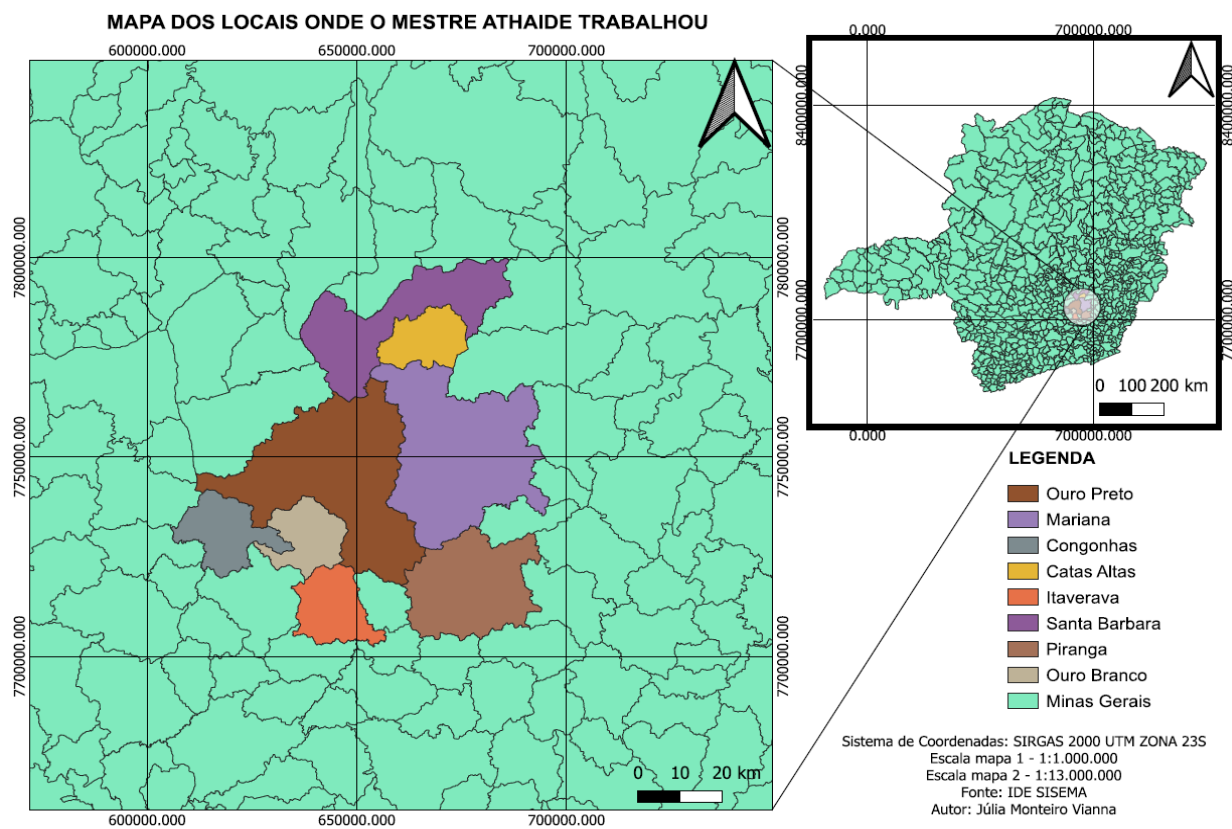 MAPA DOS LOCAIS ONDE O MESTRE ATHAIDE TRABALHOU
600000.000 650000.000 700000.000
7800000.000 7800000.000
7750000.000 7750000.000
7700000.000 7700000.000
0 10 20 km
600000.000 650000.000 700000.000
0.000 700000.000
8400000.000 8400000.000
7700000.000 7700000.000
0 100 200 km
0.000 700000.000
LEGENDA
Ouro Preto
Mariana
Congonhas
Catas Altas
Itaverava
Santa Barbara
Piranga
Ouro Branco
Minas Gerais
Sistema de Coordenadas: SIRGAS 2000 UTM ZONA 23S
Escala mapa 1 - 1:1.000.000
Escala mapa 2 - 1:13.000.000
Fonte: IDE SISEMA
Autor: Júlia Monteiro Vianna